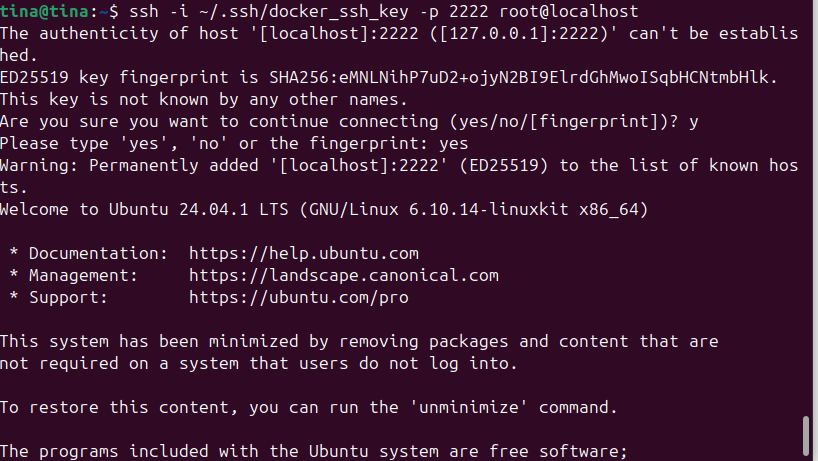 tina@tina:~$ ssh -i ~/.ssh/docker_ssh_key -p 2222 root@localhost
The authenticity of host '[localhost]:2222 ([127.0.0.1]:2222)' can't be establis
hed.
ED25519 key fingerprint is SHA256:eMNLNihP7uD2+ojyN2BI9ElrdGhMwoISqbHCNtmbHlk.
This key is not known by any other names.
Are you sure you want to continue connecting (yes/no/[fingerprint])? y
Please type 'yes', 'no' or the fingerprint: yes
Warning: Permanently added '[localhost]:2222' (ED25519) to the list of known hos
ts.
Welcome to Ubuntu 24.04.1 LTS (GNU/Linux 6.10.14-linuxkit x86_64)

 * Documentation:  https://help.ubuntu.com
 * Management:     https://landscape.canonical.com
 * Support:        https://ubuntu.com/pro

This system has been minimized by removing packages and content that are
not required on a system that users do not log into.

To restore this content, you can run the 'unminimize' command.

The programs included with the Ubuntu system are free software;